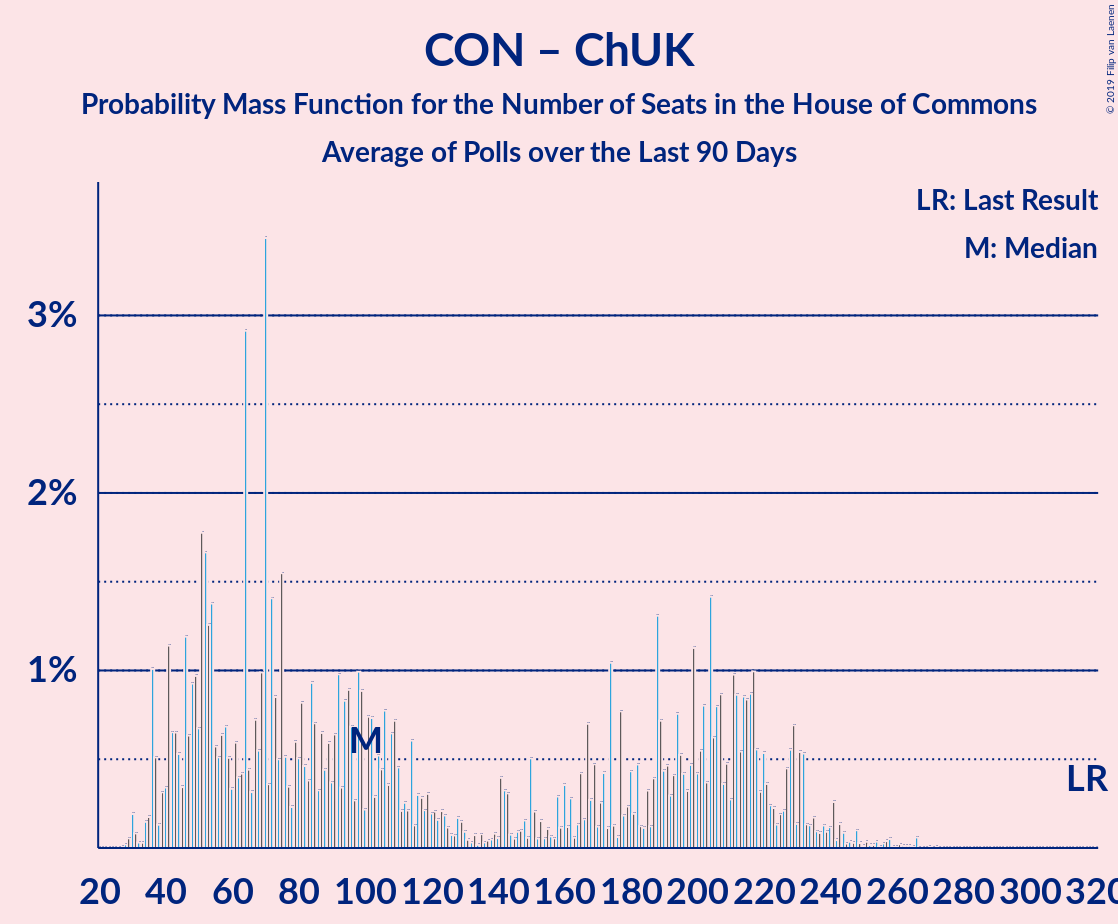 CON – ChUK
Probability Mass Function for the Number of Seats in the House of Commons
Average of Polls over the Last 90 Days
© 2019 Filip van Laenen
LR: Last Result
M: Median
3%
2%
1%
M
LR
20 40 60 80 100 120 140 160 180 200 220 240 260 280 300 320